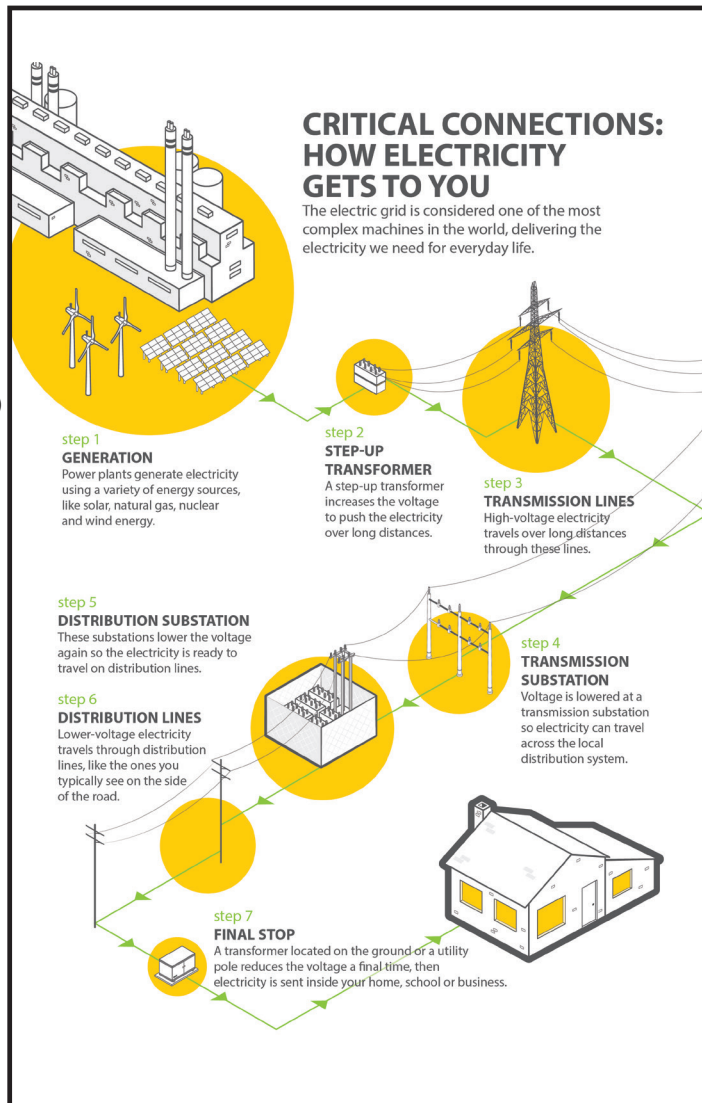 CRITICAL CONNECTIONS:
HOW ELECTRICITY
GETS TO YOU
The electric grid is considered one of the most
complex machines in the world, delivering the
electricity we need for everyday life.
step 1
GENERATION
Power plants generate electricity
using a variety of energy sources,
like solar, natural gas, nuclear
and wind energy.
step 2
STEP-UP
TRANSFORMER
A step-up transformer
increases the voltage
to push the electricity
over long distances.
step 3
TRANSMISSION LINES
High-voltage electricity
travels over long distances
through these lines.
step 4
TRANSMISSION
SUBSTATION
Voltage is lowered at a
transmission substation
so electricity can travel
across the local
distribution system.
step 5
DISTRIBUTION SUBSTATION
These substations lower the voltage
again so the electricity is ready to
travel on distribution lines.
step 6
DISTRIBUTION LINES
Lower-voltage electricity
travels through distribution
lines, like the ones you
typically see on the side
of the road.
step 7
FINAL STOP
A transformer located on the ground or a utility
pole reduces the voltage a final time, then
electricity is sent inside your home, school or business.